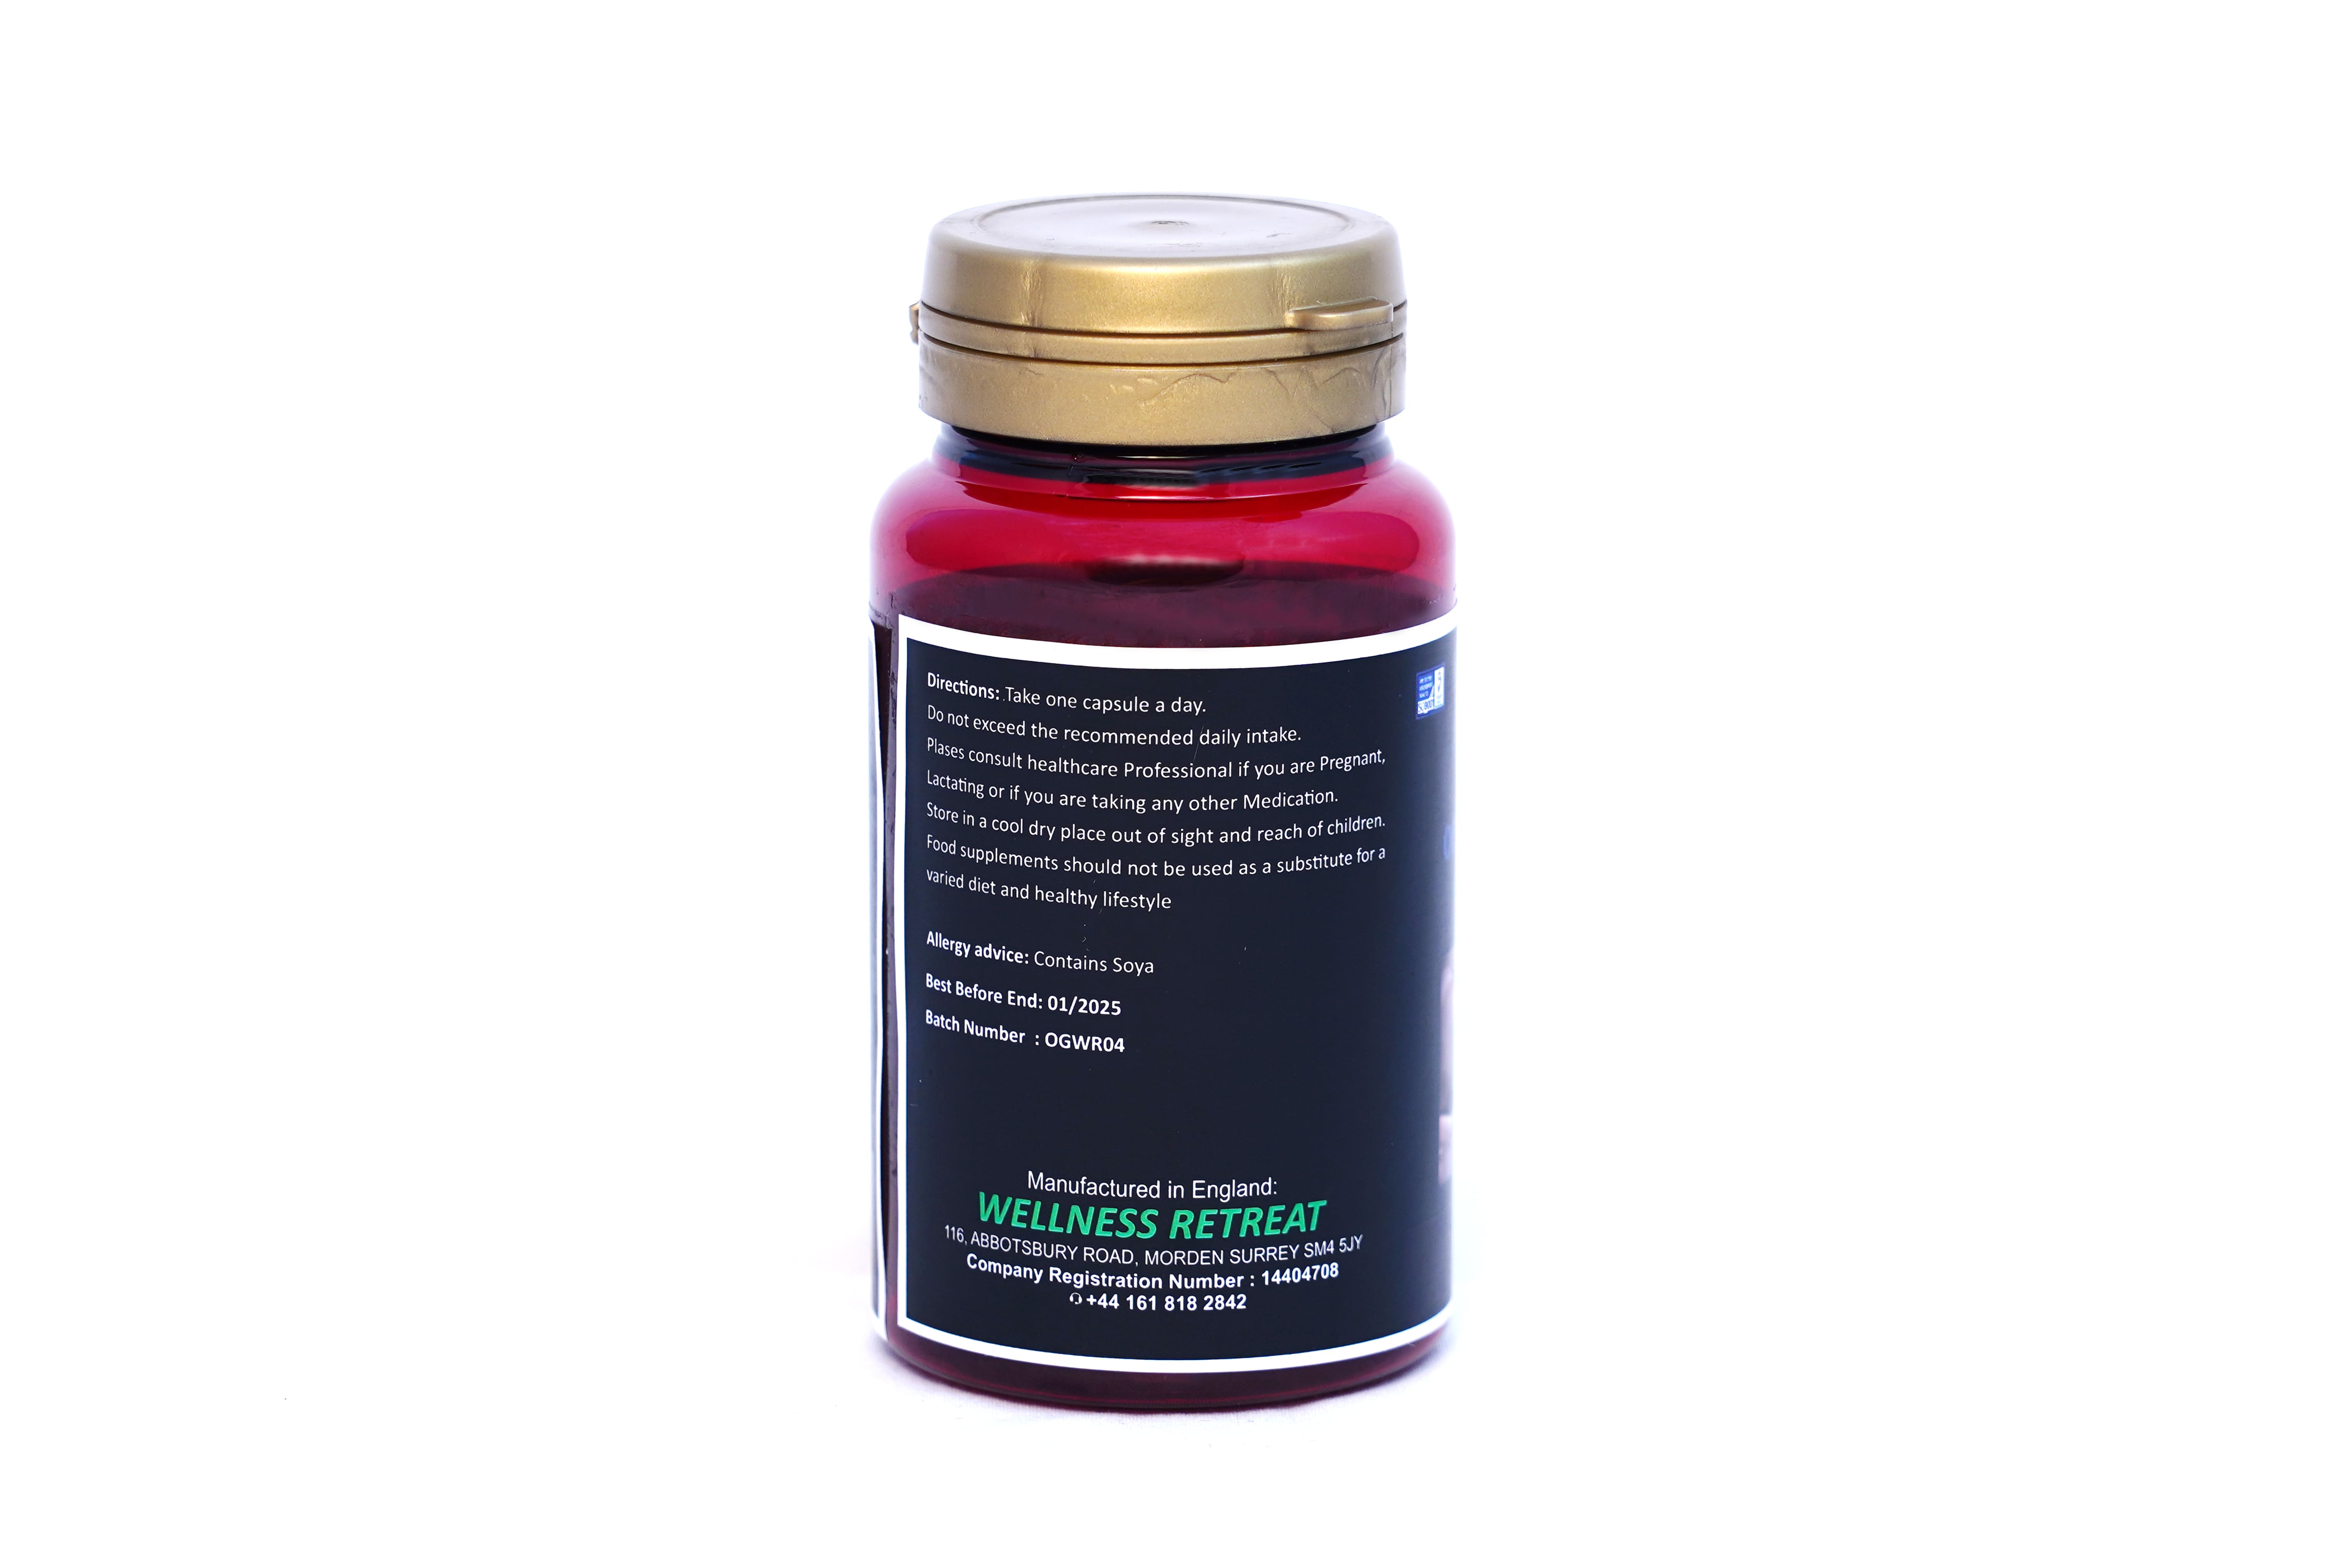 Directions: Take one capsule a day.
Do not exceed the recommended daily intake.
Plases consult healthcare Professional if you are Pregnant,
Lactating or if you are taking any other Medication.
Store in a cool dry place out of sight and reach of children.
Food supplements should not be used as a substitute for a
varied diet and healthy lifestyle
Allergy advice: Contains Soya
Best Before End: 01/2025
Batch Number : OGWR04
Manufactured in England:
WELLNESS RETREAT
116, ABBOTSBURY ROAD, MORDEN SURREY SM4 5JY
Company Registration Number : 14404708
+44 161 818 2842